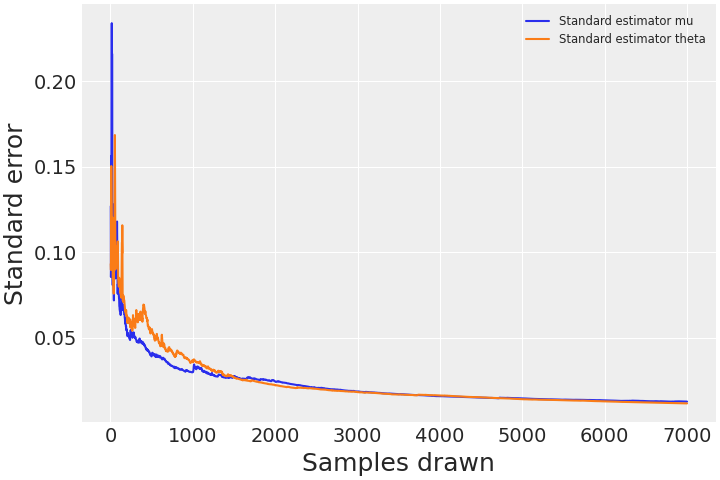 Standard estimator mu
Standard estimator theta
0.20
0.15
0.10
0.05
Standard error
0 1000 2000 3000 4000 5000 6000 7000
Samples drawn